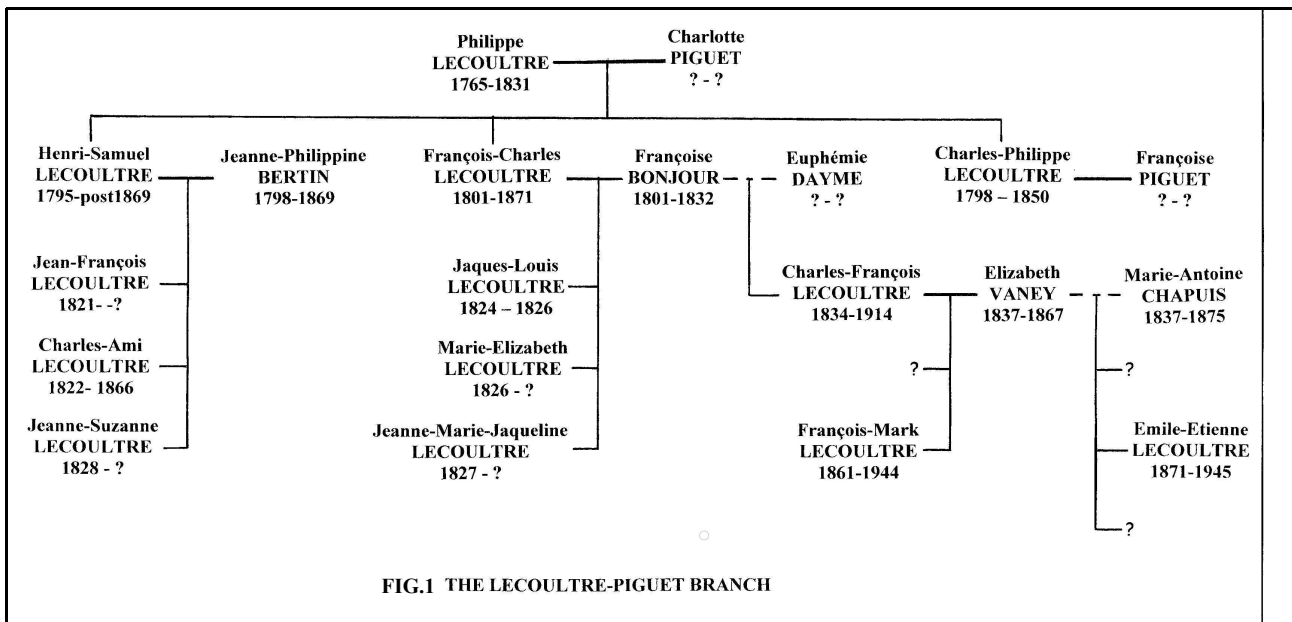 Philippe
LECOULTRE
1765-1831
Charlotte
PIGUET
? - ?
Henri-Samuel
LECOULTRE
1795-post1869
Jeanne-Philippine
BERTIN
1798-1869
François-Charles
LECOULTRE
1801-1871
Françoise
BONJOUR
1801-1832
Euphémie
DAYME
? - ?
Charles-Philippe
LECOULTRE
1798 – 1850
Françoise
PIGUET
? - ?
Jean-François
LECOULTRE
1821- -?
Charles-Ami
LECOULTRE
1822- 1866
Jeanne-Suzanne
LECOULTRE
1828 - ?
Jaques-Louis
LECOULTRE
1824 – 1826
Marie-Elizabeth
LECOULTRE
1826 - ?
Jeanne-Marie-Jaqueline
LECOULTRE
1827 - ?
Charles-François
LECOULTRE
1834-1914
Elizabeth
VANEY
1837-1867
Marie-Antoine
CHAPUIS
1837-1875
?
François-Mark
LECOULTRE
1861-1944
?
Emile-Etienne
LECOULTRE
1871-1945
?
FIG.1 THE LECOULTRE-PIGUET BRANCH